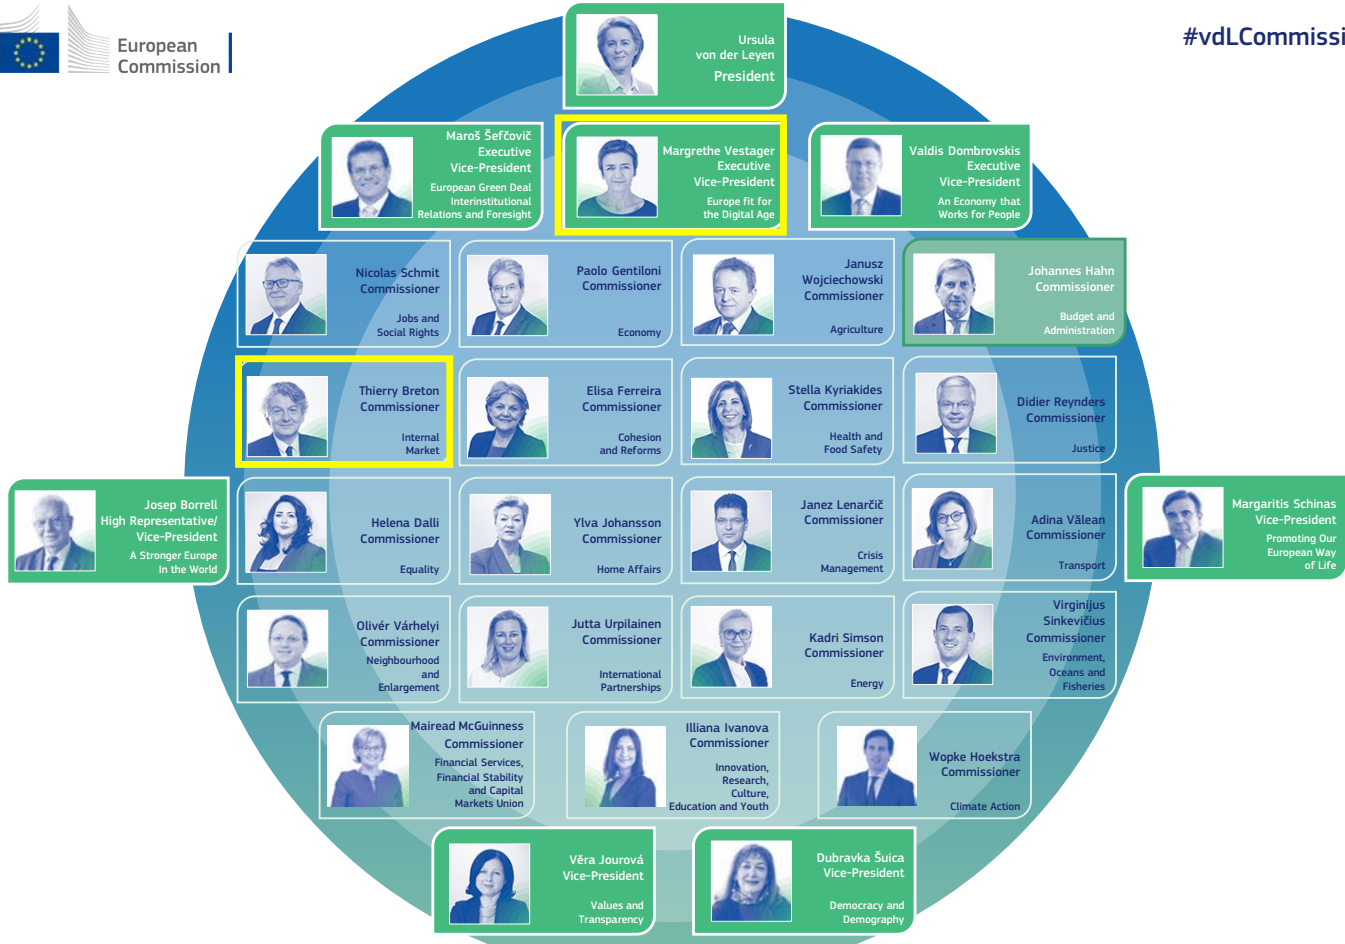 European
Commission
#vdLCommissi
Ursula
von der Leyen
President
Maroš Šefčovič
Executive
Vice-President
European Green Deal
Interinstitutional
Relations and Foresight
Margrethe Vestager
Executive
Vice-President
Europe fit for
the Digital Age
Valdis Dombrovskis
Executive
Vice-President
An Economy that
Works for People
Nicolas Schmit
Commissioner
Jobs and
Social Rights
Paolo Gentiloni
Commissioner
Economy
Janusz
Wojciechowski
Commissioner
Agriculture
Johannes Hahn
Commissioner
Budget and
Administration
Thierry Breton
Commissioner
Internal
Market
Elisa Ferreira
Commissioner
Cohesion
and Reforms
Stella Kyriakides
Commissioner
Health and
Food Safety
Didier Reynders
Commissioner
Justice
Josep Borrell
High Representative/
Vice-President
A Stronger Europe
In the World
Helena Dalli
Commissioner
Equality
Ylva Johansson
Commissioner
Home Affairs
Janez Lenarčič
Commissioner
Crisis
Management
Adina Vălean
Commissioner
Transport
Margaritis Schinas
Vice-President
Promoting Our
European Way
of Life
Olivér Várhelyi
Commissioner
Neighbourhood
and
Enlargement
Jutta Urpilainen
Commissioner
International
Partnerships
Kadri Simson
Commissioner
Energy
Virginijus
Sinkevičius
Commissioner
Environment,
Oceans and
Fisheries
Mairead McGuinness
Commissioner
Financial Services,
Financial Stability
and Capital
Markets Union
Illiana Ivanova
Commissioner
Innovation,
Research,
Culture,
Education and Youth
Wopke Hoekstra
Commissioner
Climate Action
Věra Jourová
Vice-President
Values and
Transparency
Dubravka Šuica
Vice-President
Democracy and
Demography